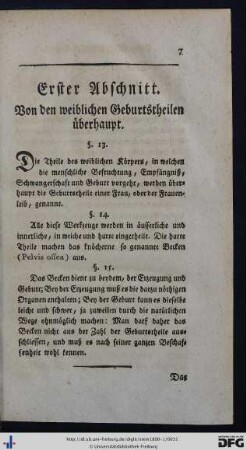 7
Erster Abschnitt.
Von den weiblichen Geburtstheilen
überhaupt.
§. 13.
Die Theile des weiblichen Körpers, in welchen
die menschliche Befruchtung, Empfängniß,
Schwangerschaft und Geburt vorgeht, werden über-
haupt die Geburtstheile einer Frau, oder der Frauen-
leib, genannt.
§. 14.
Alle diese Werkzeuge werden in äusserliche und
innerliche, in weiche und harte eingetheilt. Die harte
Theile machen das knöcherne so genannte Becken
(Pelvis ossea) aus.
§. 15.
Das Becken dient zu beydem, der Erzeugung und
Geburt; Bey der Erzeugung muß es die darzu nöthigen
Organen enthalten; Bey der Geburt kann es dieselbe
leicht und schwer, ja zuweilen durch die natürlichen
Wege ohnmöglich machen: Man darf daher das
Becken nicht aus der Zahl der Geburtstheile aus-
schliessen, und muß es nach seiner ganzen Beschaf-
fenheit wohl kennen.
Das
© Universitätsbibliothek Freiburg
DFG